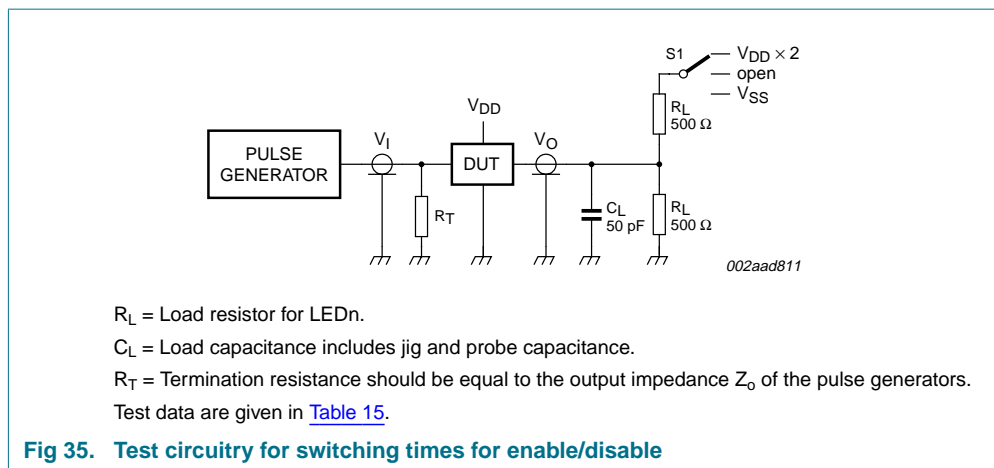 S1
VDD × 2
open
VSS
RL
500 Ω
VDD
VI
VO
PULSE
GENERATOR
DUT
RT
CL
50 pF
RL
500 Ω
002aad811
RL = Load resistor for LEDn.
CL = Load capacitance includes jig and probe capacitance.
RT = Termination resistance should be equal to the output impedance Zo of the pulse generators.
Test data are given in Table 15.
Fig 35. Test circuitry for switching times for enable/disable